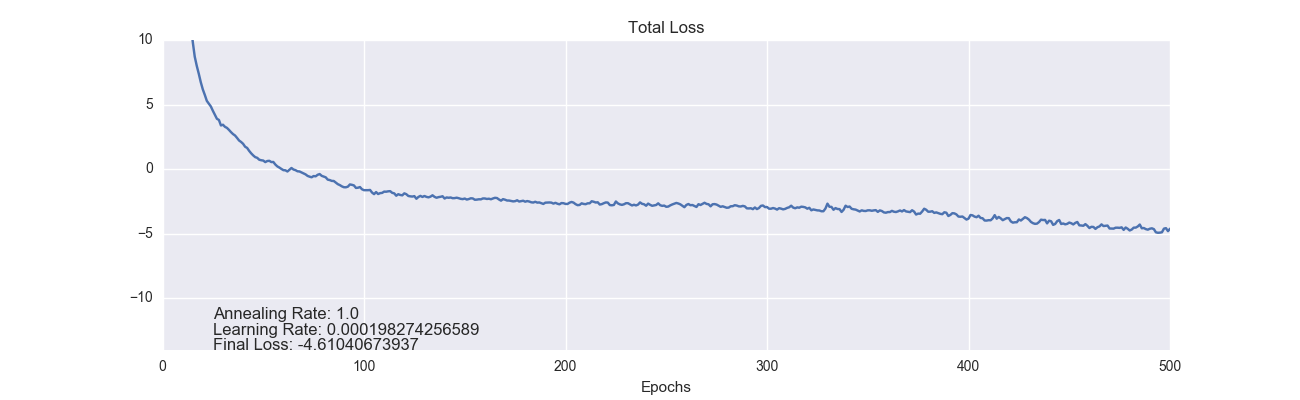 Total Loss
10
5
0
−5
−10
Annealing Rate: 1.0
Learning Rate: 0.000198274256589
Final Loss: -4.61040673937
0 100 200 300 400 500
Epochs